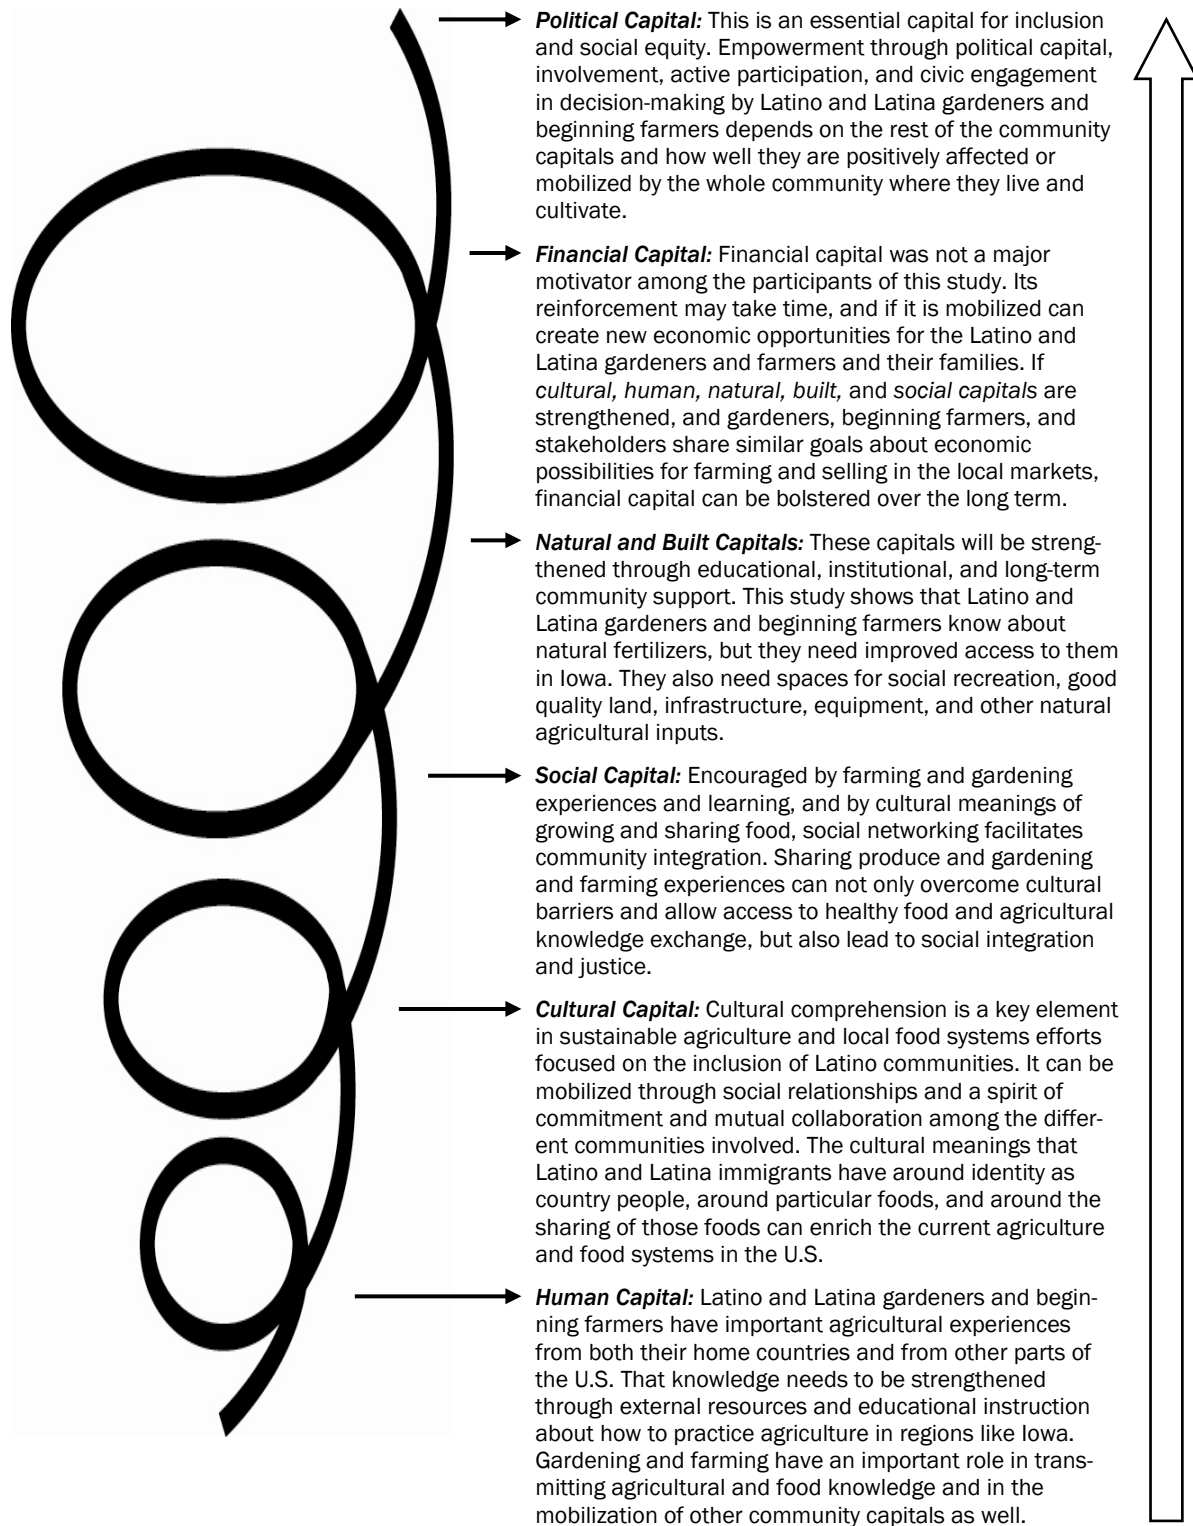 Political Capital: This is an essential capital for inclusion
and social equity. Empowerment through political capital,
involvement, active participation, and civic engagement
in decision-making by Latino and Latina gardeners and
beginning farmers depends on the rest of the community
capitals and how well they are positively affected or
mobilized by the whole community where they live and
cultivate.
Financial Capital: Financial capital was not a major
motivator among the participants of this study. Its
reinforcement may take time, and if it is mobilized can
create new economic opportunities for the Latino and
Latina gardeners and farmers and their families. If
cultural, human, natural, built, and social capitals are
strengthened, and gardeners, beginning farmers, and
stakeholders share similar goals about economic
possibilities for farming and selling in the local markets,
financial capital can be bolstered over the long term.
Natural and Built Capitals: These capitals will be streng-
thened through educational, institutional, and long-term
community support. This study shows that Latino and
Latina gardeners and beginning farmers know about
natural fertilizers, but they need improved access to them
in Iowa. They also need spaces for social recreation, good
quality land, infrastructure, equipment, and other natural
agricultural inputs.
Social Capital: Encouraged by farming and gardening
experiences and learning, and by cultural meanings of
growing and sharing food, social networking facilitates
community integration. Sharing produce and gardening
and farming experiences can not only overcome cultural
barriers and allow access to healthy food and agricultural
knowledge exchange, but also lead to social integration
and justice.
Cultural Capital: Cultural comprehension is a key element
in sustainable agriculture and local food systems efforts
focused on the inclusion of Latino communities. It can be
mobilized through social relationships and a spirit of
commitment and mutual collaboration among the differ-
ent communities involved. The cultural meanings that
Latino and Latina immigrants have around identity as
country people, around particular foods, and around the
sharing of those foods can enrich the current agriculture
and food systems in the U.S.
Human Capital: Latino and Latina gardeners and begin-
ning farmers have important agricultural experiences
from both their home countries and from other parts of
the U.S. That knowledge needs to be strengthened
through external resources and educational instruction
about how to practice agriculture in regions like Iowa.
Gardening and farming have an important role in trans-
mitting agricultural and food knowledge and in the
mobilization of other community capitals as well.